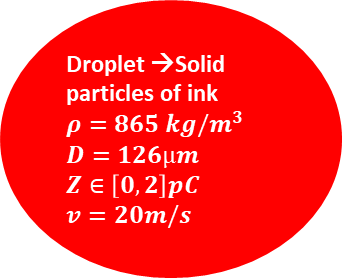 Droplet →Solid
particles of ink
ρ = 865 kg/m³
D = 126μm
Z ∈ [0, 2]pC
v = 20m/s